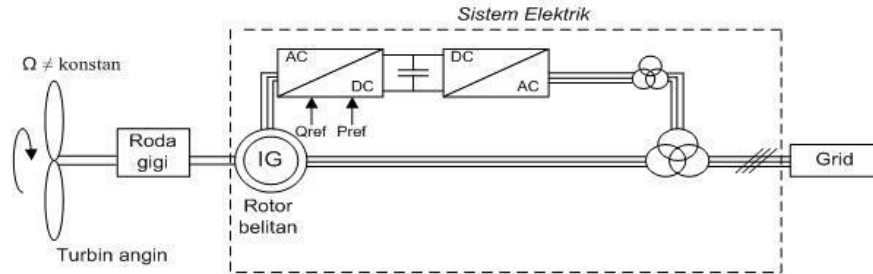 Sistem Elektrik
Ω ≠ konstan
AC
DC
DC
AC
Qref
Pref
Roda
gigi
IG
Grid
Rotor
belitan
Turbin angin